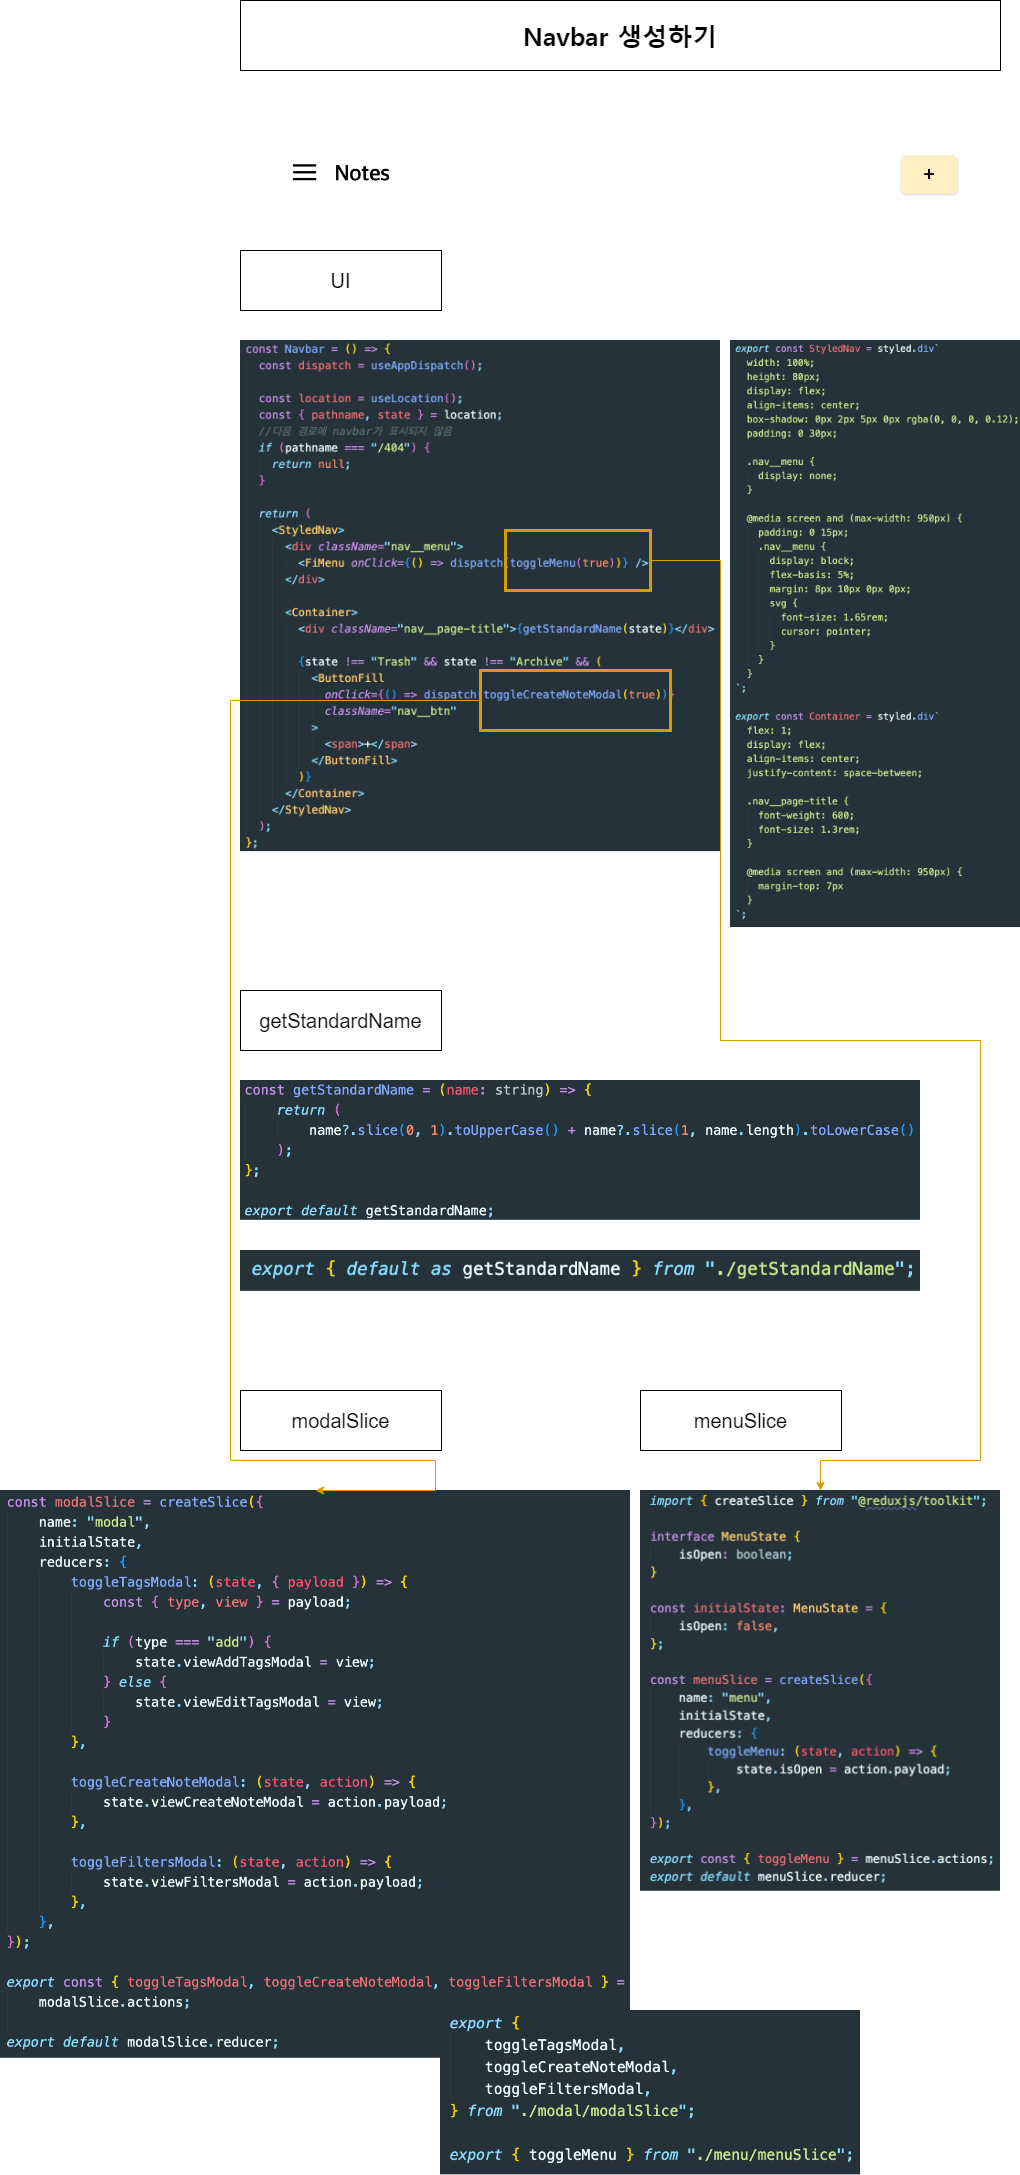 Navbar 생성하기
Notes
+
UI
const Navbar = () => {
  const dispatch = useAppDispatch();

  const location = useLocation();
  const { pathname, state } = location;
  //다음 경로에 navbar가 표시되지 않음
  if (pathname === "/404") {
    return null;
  }

  return (
    <StyledNav>
      <div className="nav__menu">
        <FiMenu onClick={() => dispatch(toggleMenu(true))} />
      </div>

      <Container>
        <div className="nav__page-title">{getStandardName(state)}</div>

        {state !== "Trash" && state !== "Archive" && (
          <ButtonFill
            onClick={() => dispatch(toggleCreateNoteModal(true))}
            className="nav__btn"
          >
            <span>+</span>
          </ButtonFill>
        )}
      </Container>
    </StyledNav>
  );
};
export const StyledNav = styled.div`
  width: 100%;
  height: 80px;
  display: flex;
  align-items: center;
  box-shadow: 0px 2px 5px 0px rgba(0, 0, 0, 0.12);
  padding: 0 30px;

  .nav__menu {
    display: none;
  }

  @media screen and (max-width: 950px) {
    padding: 0 15px;
    .nav__menu {
      display: block;
      flex-basis: 5%;
      margin: 8px 10px 0px 0px;
      svg {
        font-size: 1.65rem;
        cursor: pointer;
      }
    }
  }
`;

export const Container = styled.div`
  flex: 1;
  display: flex;
  align-items: center;
  justify-content: space-between;

  .nav__page-title {
    font-weight: 600;
    font-size: 1.3rem;
  }

  @media screen and (max-width: 950px) {
    margin-top: 7px
  }
`;
getStandardName
const getStandardName = (name: string) => {
    return (
        name?.slice(0, 1).toUpperCase() + name?.slice(1, name.length).toLowerCase()
    );
};

export default getStandardName;
export { default as getStandardName } from "./getStandardName";
modalSlice
menuSlice
const modalSlice = createSlice({
    name: "modal",
    initialState,
    reducers: {
        toggleTagsModal: (state, { payload }) => {
            const { type, view } = payload;

            if (type === "add") {
                state.viewAddTagsModal = view;
            } else {
                state.viewEditTagsModal = view;
            }
        },

        toggleCreateNoteModal: (state, action) => {
            state.viewCreateNoteModal = action.payload;
        },

        toggleFiltersModal: (state, action) => {
            state.viewFiltersModal = action.payload;
        },
    },
});

export const { toggleTagsModal, toggleCreateNoteModal, toggleFiltersModal } =
    modalSlice.actions;

export default modalSlice.reducer;
import { createSlice } from "@reduxjs/toolkit";

interface MenuState {
    isOpen: boolean;
}

const initialState: MenuState = {
    isOpen: false,
};

const menuSlice = createSlice({
    name: "menu",
    initialState,
    reducers: {
        toggleMenu: (state, action) => {
            state.isOpen = action.payload;
        },
    },
});

export const { toggleMenu } = menuSlice.actions;
export default menuSlice.reducer;
export {
    toggleTagsModal,
    toggleCreateNoteModal,
    toggleFiltersModal,
} from "./modal/modalSlice";

export { toggleMenu } from "./menu/menuSlice";